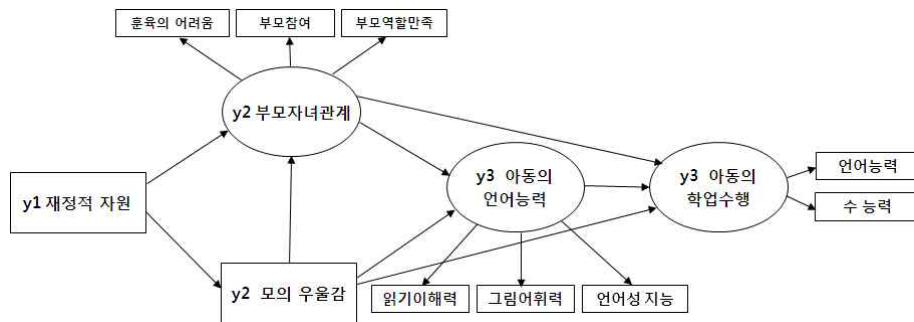 훈육의 어려움
부모참여
부모역할만족
y2 부모자녀관계
y1 재정적 자원
y2 모의 우울감
y3 아동의
언어능력
y3 아동의
학업수행
언어능력
수 능력
읽기이해력
그림어휘력
언어성 지능